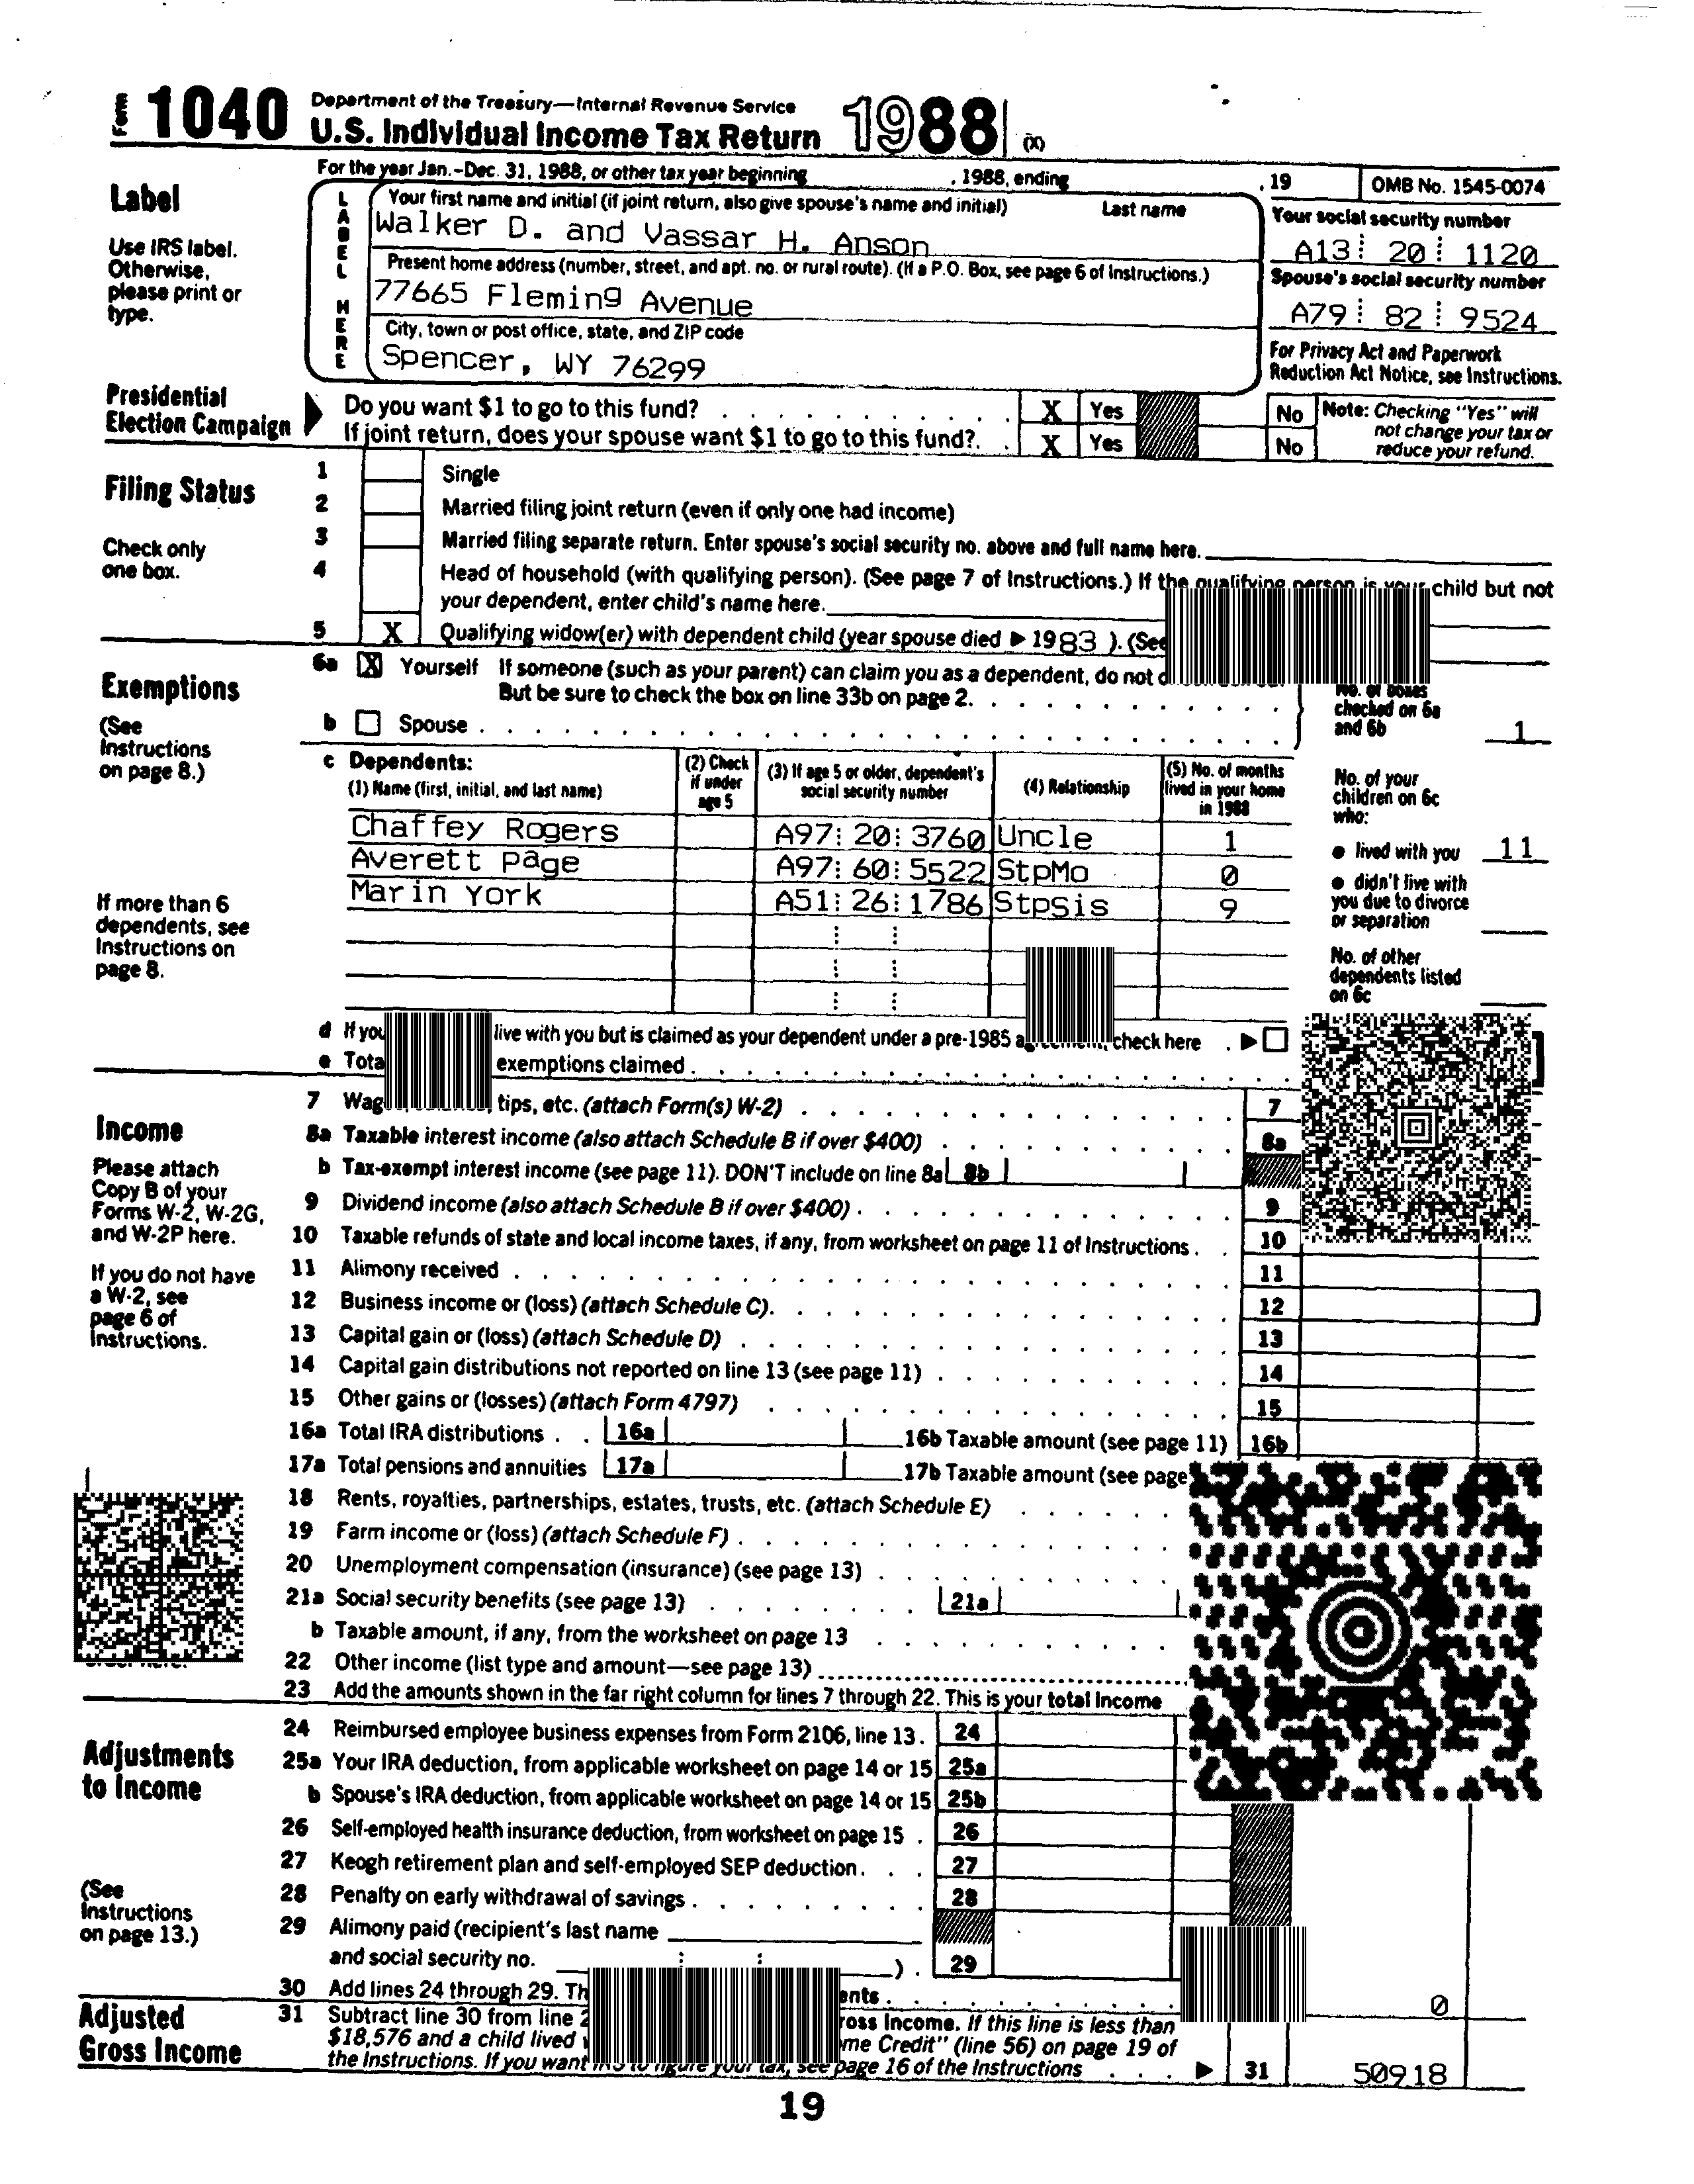 Form 1040 Department of the Treasury—Internal Revenue Service
U.S. Individual Income Tax Return 1988 (X)
For the year Jan.-Dec. 31, 1988, or other tax year beginning , 1988, ending , 19 OMB No. 1545-0074
Label
Use IRS label.
Otherwise,
please print or
type.
LABEL HERE
Your first name and initial (if joint return, also give spouse's name and initial) Last name
Walker D. and Vassar H. Anson
Your social security number
A13 20 1120
Present home address (number, street, and apt. no. or rural route). (If a P.O. Box, see page 6 of Instructions.)
77665 Fleming Avenue
Spouse's social security number
A79 82 9524
City, town or post office, state, and ZIP code
Spencer, WY 76299
For Privacy Act and Paperwork
Reduction Act Notice, see Instructions.
Presidential
Election Campaign
Do you want $1 to go to this fund? X Yes No
If joint return, does your spouse want $1 to go to this fund? X Yes No
Note: Checking "Yes" will
not change your tax or
reduce your refund.
Filing Status
Check only
one box.
1 Single
2 Married filing joint return (even if only one had income)
3 Married filing separate return. Enter spouse's social security no. above and full name here.
4 Head of household (with qualifying person). (See page 7 of Instructions.) If the qualifying person is your child but not
your dependent, enter child's name here.
5 X Qualifying widow(er) with dependent child (year spouse died ▶ 1983 ). (See
Exemptions
(See
Instructions
on page 8.)
6a X Yourself If someone (such as your parent) can claim you as a dependent, do not
But be sure to check the box on line 33b on page 2.
b Spouse
No. of boxes
checked on 6a
and 6b 1
c Dependents:
(1) Name (first, initial, and last name)
(2) Check
if under
age 5
(3) If age 5 or older, dependent's
social security number
(4) Relationship
(5) No. of months
lived in your home
in 1988
Chaffey Rogers A97 20 3760 Uncle 1
Averett Page A97 60 5522 StpMo 0
Marin York A51 26 1786 StpSis 9
No. of your
children on 6c
who:
● lived with you 11
● didn't live with
you due to divorce
or separation
No. of other
dependents listed
on 6c
If more than 6
dependents, see
Instructions on
page 8.
d If you live with you but is claimed as your dependent under a pre-1985 check here ▶
e exemptions claimed
Income
Please attach
Copy B of your
Forms W-2, W-2G,
and W-2P here.
If you do not have
a W-2, see
page 6 of
Instructions.
7 tips, etc. (attach Form(s) W-2) 7
8a Taxable interest income (also attach Schedule B if over $400) 8a
b Tax-exempt interest income (see page 11). DON'T include on line 8a 8b
9 Dividend income (also attach Schedule B if over $400) 9
10 Taxable refunds of state and local income taxes, if any, from worksheet on page 11 of Instructions 10
11 Alimony received 11
12 Business income or (loss) (attach Schedule C) 12
13 Capital gain or (loss) (attach Schedule D) 13
14 Capital gain distributions not reported on line 13 (see page 11) 14
15 Other gains or (losses) (attach Form 4797) 15
16a Total IRA distributions 16a 16b Taxable amount (see page 11) 16b
17a Total pensions and annuities 17a 17b Taxable amount (see page
18 Rents, royalties, partnerships, estates, trusts, etc. (attach Schedule E)
19 Farm income or (loss) (attach Schedule F)
20 Unemployment compensation (insurance) (see page 13)
21a Social security benefits (see page 13) 21a
b Taxable amount, if any, from the worksheet on page 13
22 Other income (list type and amount—see page 13)
23 Add the amounts shown in the far right column for lines 7 through 22. This is your total income
Adjustments
to Income
(See
Instructions
on page 13.)
24 Reimbursed employee business expenses from Form 2106, line 13 24
25a Your IRA deduction, from applicable worksheet on page 14 or 15 25a
b Spouse's IRA deduction, from applicable worksheet on page 14 or 15 25b
26 Self-employed health insurance deduction, from worksheet on page 15 26
27 Keogh retirement plan and self-employed SEP deduction 27
28 Penalty on early withdrawal of savings 28
29 Alimony paid (recipient's last name
and social security no. ) 29
30 Add lines 24 through 29. 0
Adjusted
Gross Income
31 Subtract line 30 from line Income. If this line is less than
$18,576 and a child lived Credit" (line 56) on page 19 of
the Instructions. If you want see page 16 of the Instructions ▶ 31 50918
19